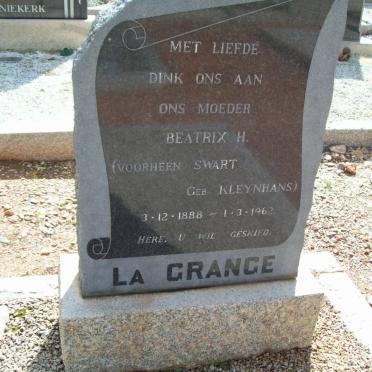 NIEKERK
MET LIEFDE
DINK ONS AAN
ONS MOEDER
BEATRIX H.
(VOORHEEN SWART
GEB. KLEYNHANS)
3-12-1888 - 1-3-1962
HERE, U WIL GESKIED.
LA GRANGE